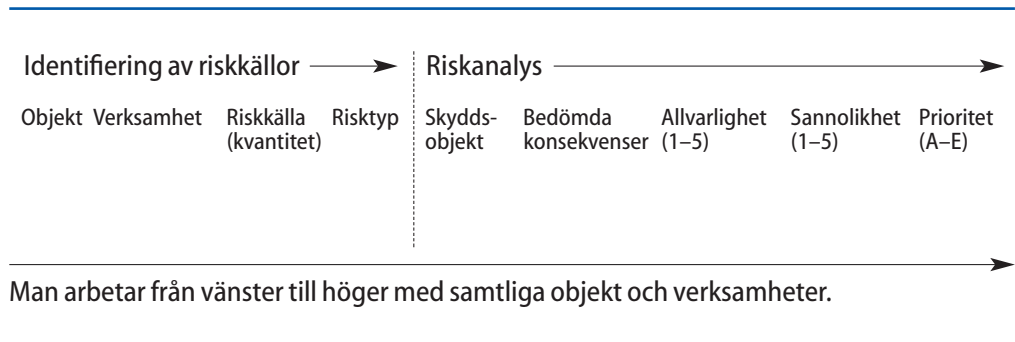 Identifiering av riskkällor
Riskanalys
Objekt
Verksamhet
Riskkälla
(kvantitet)
Risktyp
Skydds-
objekt
Bedömda
konsekvenser
Allvarlighet
(1–5)
Sannolikhet
(1–5)
Prioritet
(A–E)
Man arbetar från vänster till höger med samtliga objekt och verksamheter.